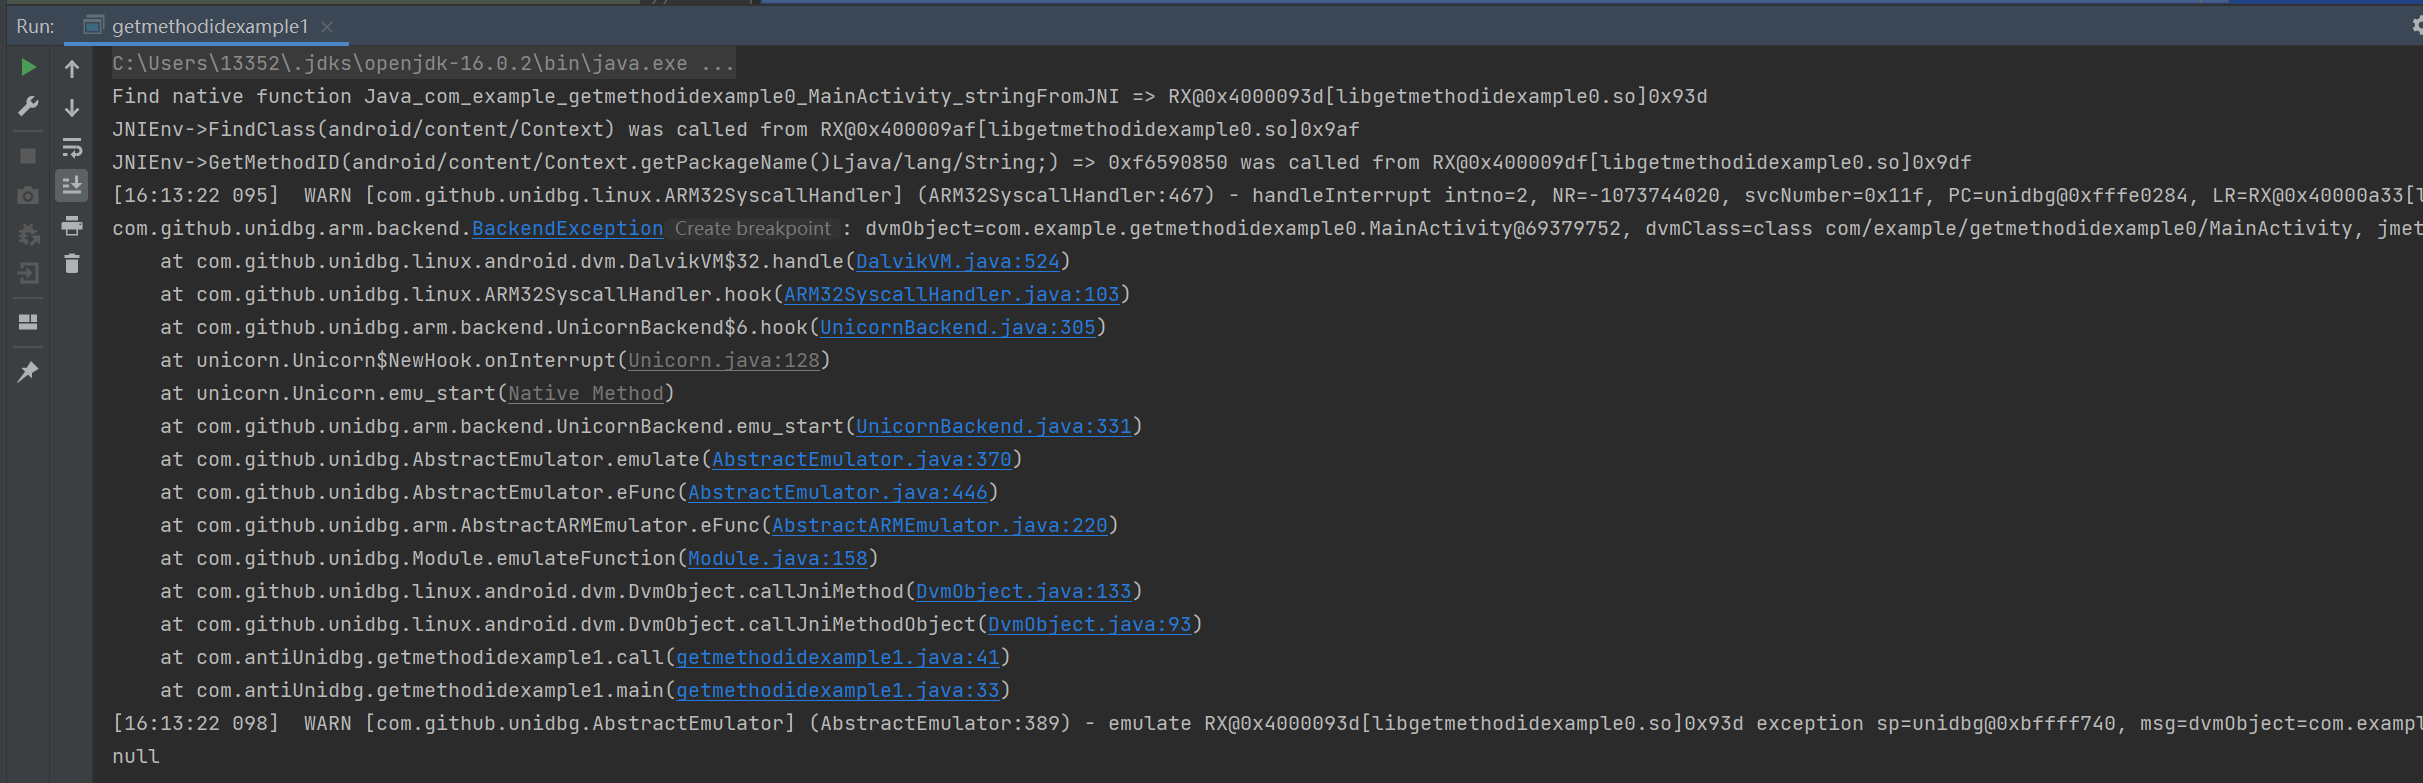 Run: getmethodidexample1
C:\Users\13352\.jdks\openjdk-16.0.2\bin\java.exe ...
Find native function Java_com_example_getmethodidexample0_MainActivity_stringFromJNI => RX@0x4000093d[libgetmethodidexample0.so]0x93d
JNIEnv->FindClass(android/content/Context) was called from RX@0x400009af[libgetmethodidexample0.so]0x9af
JNIEnv->GetMethodID(android/content/Context.getPackageName()Ljava/lang/String;) => 0xf6590850 was called from RX@0x400009df[libgetmethodidexample0.so]0x9df
[16:13:22 095]  WARN [com.github.unidbg.linux.ARM32SyscallHandler] (ARM32SyscallHandler:467) - handleInterrupt intno=2, NR=-1073744020, svcNumber=0x11f, PC=unidbg@0xfffe0284, LR=RX@0x40000a33[l
com.github.unidbg.arm.backend.BackendException Create breakpoint : dvmObject=com.example.getmethodidexample0.MainActivity@69379752, dvmClass=class com/example/getmethodidexample0/MainActivity, jmet
at com.github.unidbg.linux.android.dvm.DalvikVM$32.handle(DalvikVM.java:524)
at com.github.unidbg.linux.ARM32SyscallHandler.hook(ARM32SyscallHandler.java:103)
at com.github.unidbg.arm.backend.UnicornBackend$6.hook(UnicornBackend.java:305)
at unicorn.Unicorn$NewHook.onInterrupt(Unicorn.java:128)
at unicorn.Unicorn.emu_start(Native Method)
at com.github.unidbg.arm.backend.UnicornBackend.emu_start(UnicornBackend.java:331)
at com.github.unidbg.AbstractEmulator.emulate(AbstractEmulator.java:370)
at com.github.unidbg.AbstractEmulator.eFunc(AbstractEmulator.java:446)
at com.github.unidbg.arm.AbstractARMEmulator.eFunc(AbstractARMEmulator.java:220)
at com.github.unidbg.Module.emulateFunction(Module.java:158)
at com.github.unidbg.linux.android.dvm.DvmObject.callJniMethod(DvmObject.java:133)
at com.github.unidbg.linux.android.dvm.DvmObject.callJniMethodObject(DvmObject.java:93)
at com.antiUnidbg.getmethodidexample1.call(getmethodidexample1.java:41)
at com.antiUnidbg.getmethodidexample1.main(getmethodidexample1.java:33)
[16:13:22 098]  WARN [com.github.unidbg.AbstractEmulator] (AbstractEmulator:389) - emulate RX@0x4000093d[libgetmethodidexample0.so]0x93d exception sp=unidbg@0xbffff740, msg=dvmObject=com.exampl
null